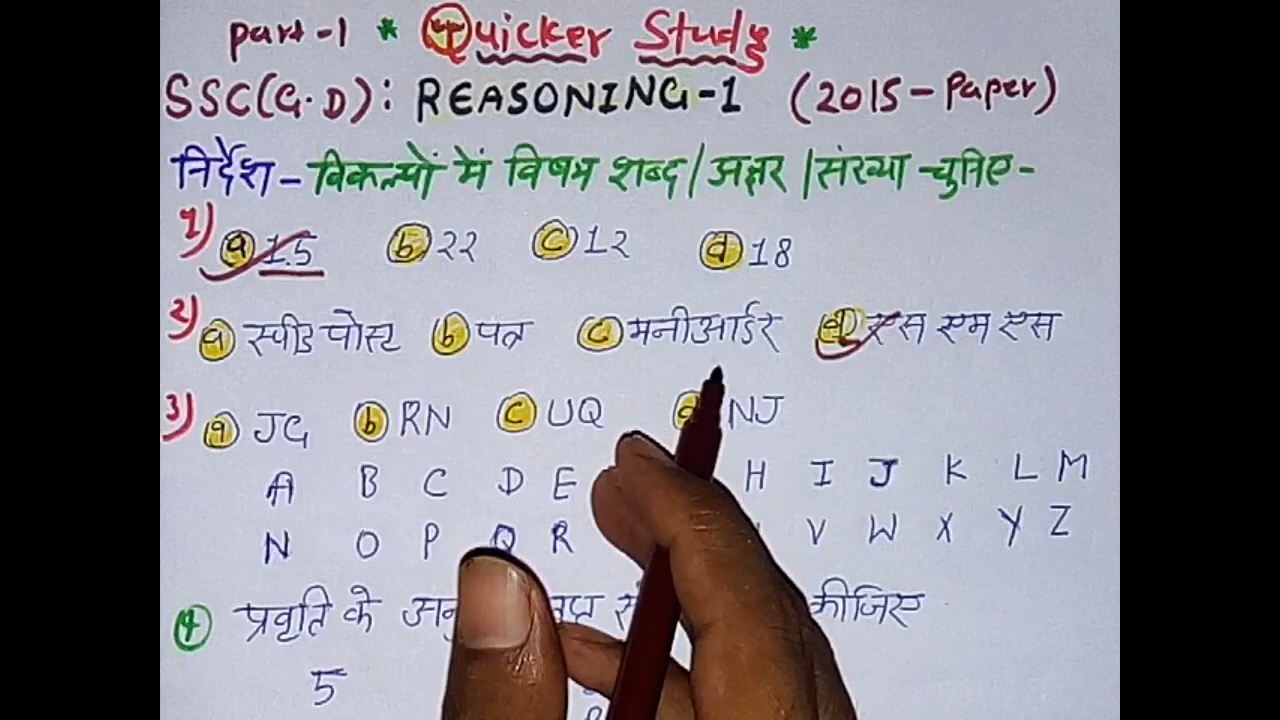 part-1 * Quicker Study *
SSC(G.D): REASONING-1 (2015-Paper)
निर्देश - विकल्पों में विषम शब्द/अक्षर/संख्या चुनिए -
1) a 15 b 22 c 12 d 18
2) a स्पीड पोस्ट b पत्र c मनीआर्डर d एस एम एस
3) a JG b RN c UQ d NJ
A B C D E H I J K L M
N O P Q R V W X Y Z
4 प्रवृति के कीजिए
5